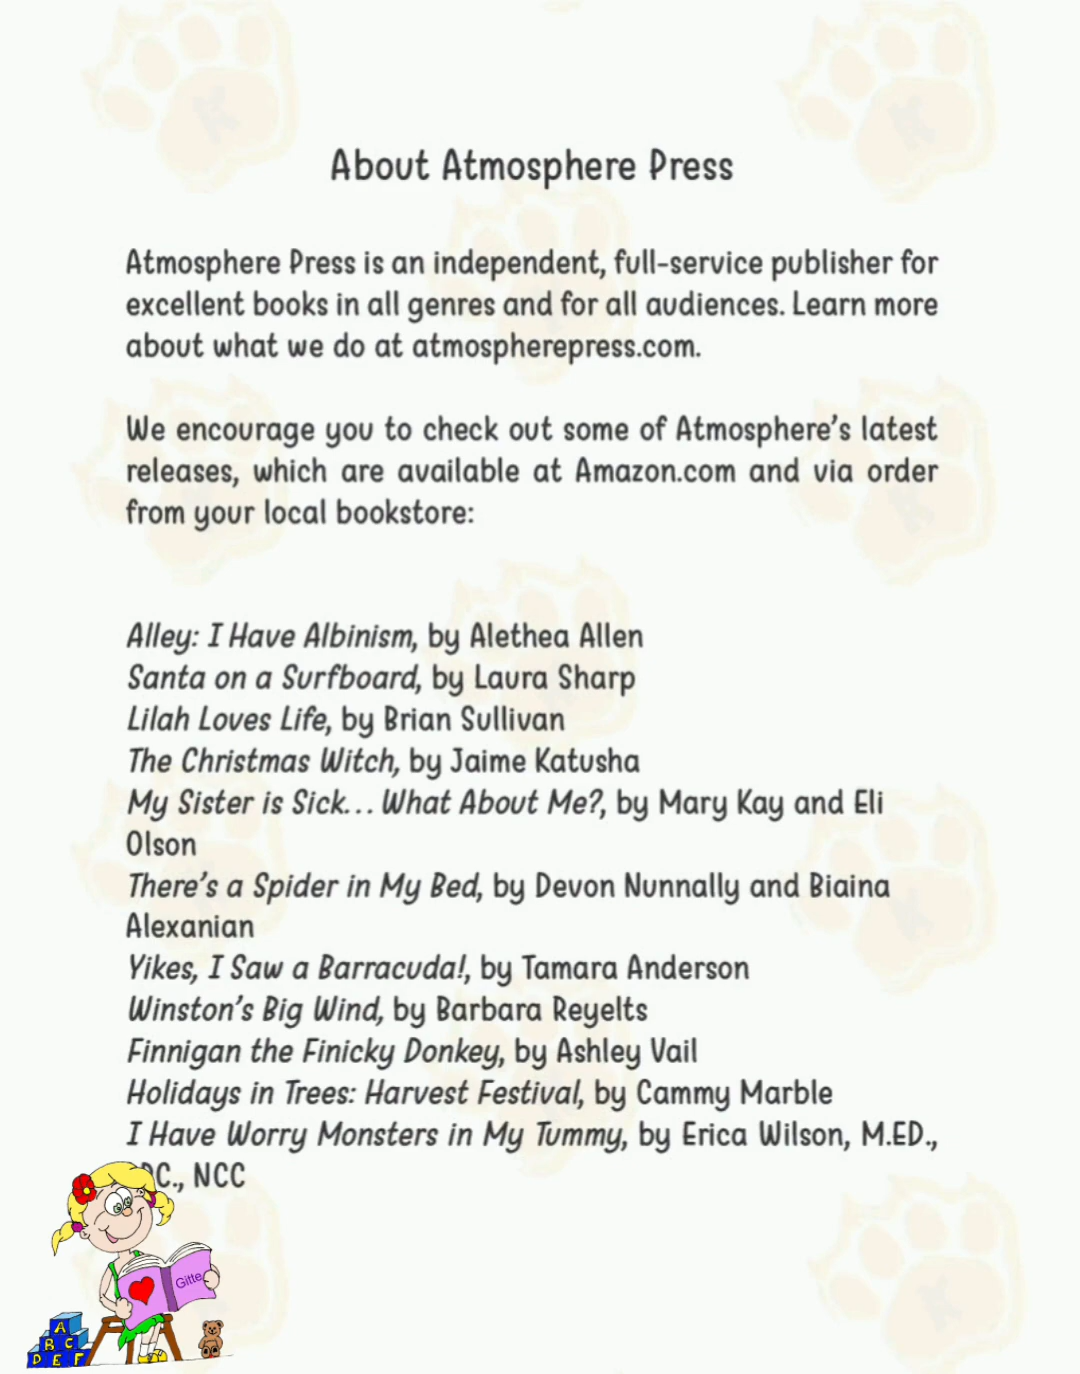 About Atmosphere Press
Atmosphere Press is an independent, full-service publisher for
excellent books in all genres and for all audiences. Learn more
about what we do at atmospherepress.com.
We encourage you to check out some of Atmosphere's latest
releases, which are available at Amazon.com and via order
from your local bookstore:
Alley: I Have Albinism, by Alethea Allen
Santa on a Surfboard, by Laura Sharp
Lilah Loves Life, by Brian Sullivan
The Christmas Witch, by Jaime Katusha
My Sister is Sick... What About Me?, by Mary Kay and Eli
Olson
There's a Spider in My Bed, by Devon Nunnally and Biaina
Alexanian
Yikes, I Saw a Barracuda!, by Tamara Anderson
Winston's Big Wind, by Barbara Reyelts
Finnigan the Finicky Donkey, by Ashley Vail
Holidays in Trees: Harvest Festival, by Cammy Marble
I Have Worry Monsters in My Tummy, by Erica Wilson, M.ED.,
NCC
Gitte
A
B C
D E F